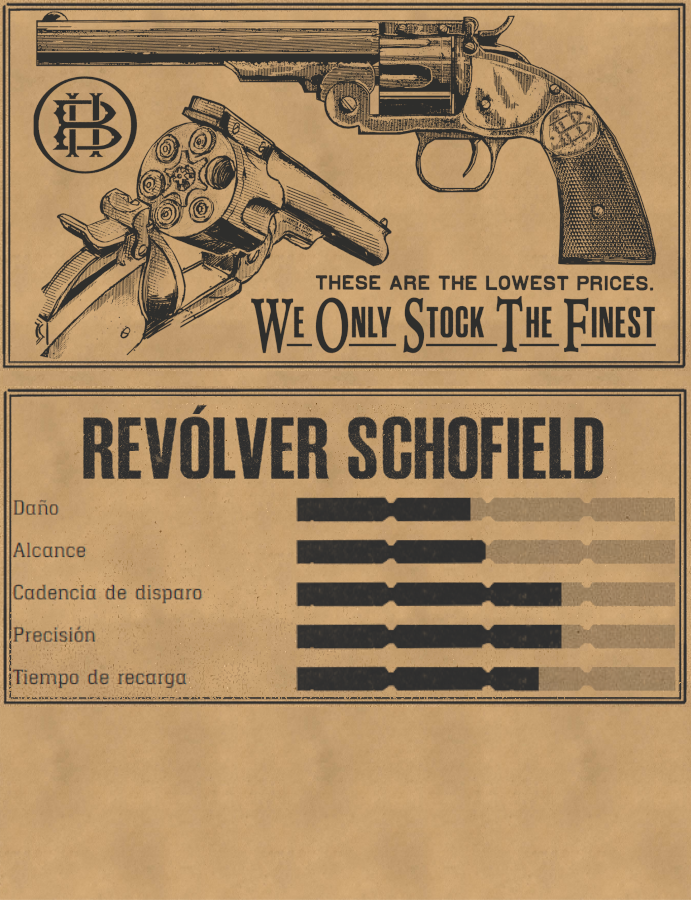 THESE ARE THE LOWEST PRICES.
WE ONLY STOCK THE FINEST
REVÓLVER SCHOFIELD
Daño
Alcance
Cadencia de disparo
Precisión
Tiempo de recarga